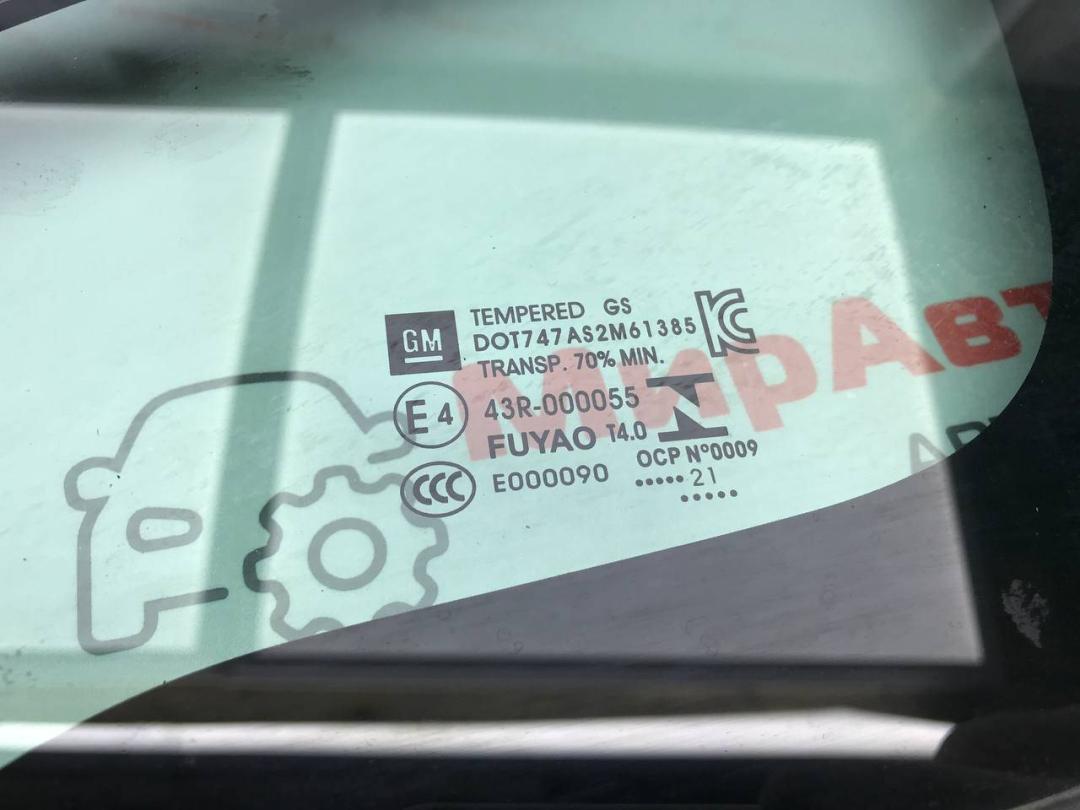 GM
TEMPERED GS
DOT747AS2M61385
TRANSP. 70% MIN.
E4
43R-000055
FUYAO T4.0
OCP N°0009
CCC
E000090
••••• 21
•••••
МирАвт